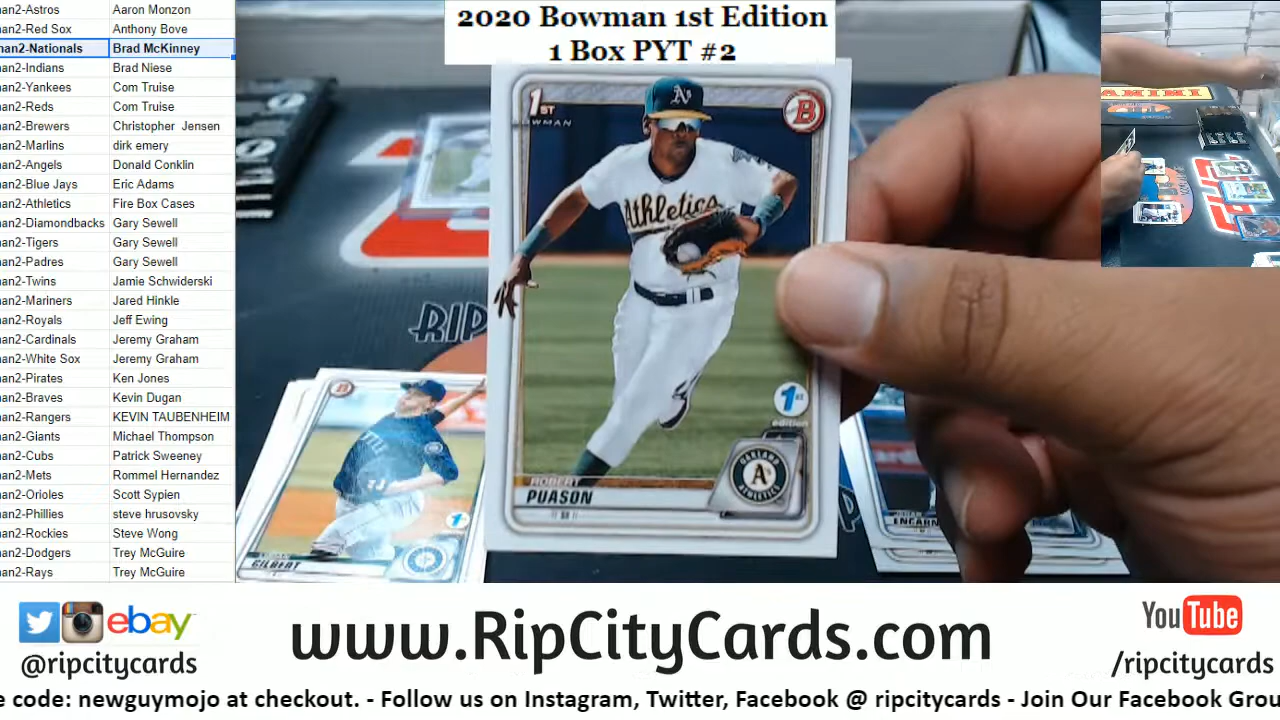 2020 Bowman 1st Edition
1 Box PYT #2
nan2-Astros Aaron Monzon
nan2-Red Sox Anthony Bove
nan2-Nationals Brad McKinney
nan2-Indians Brad Niese
nan2-Yankees Com Truise
nan2-Reds Com Truise
nan2-Brewers Christopher Jensen
nan2-Marlins dirk emery
nan2-Angels Donald Conklin
nan2-Blue Jays Eric Adams
nan2-Athletics Fire Box Cases
nan2-Diamondbacks Gary Sewell
nan2-Tigers Gary Sewell
nan2-Padres Gary Sewell
nan2-Twins Jamie Schwiderski
nan2-Mariners Jared Hinkle
nan2-Royals Jeff Ewing
nan2-Cardinals Jeremy Graham
nan2-White Sox Jeremy Graham
nan2-Pirates Ken Jones
nan2-Braves Kevin Dugan
nan2-Rangers KEVIN TAUBENHEIM
nan2-Giants Michael Thompson
nan2-Cubs Patrick Sweeney
nan2-Mets Rommel Hernandez
nan2-Orioles Scott Sypien
nan2-Phillies steve hrusovsky
nan2-Rockies Steve Wong
nan2-Dodgers Trey McGuire
nan2-Rays Trey McGuire
1ST
BOWMAN
B
A's
Athletics
1st
edition
OAKLAND
A's
ATHLETICS
ROBERT
PUASON
SS
RIP
GILBERT
1st
ENCARN
PANINI
ebay
@ripcitycards
www.RipCityCards.com
YouTube
/ripcitycards
e code: newguymojo at checkout. - Follow us on Instagram, Twitter, Facebook @ ripcitycards - Join Our Facebook Grou